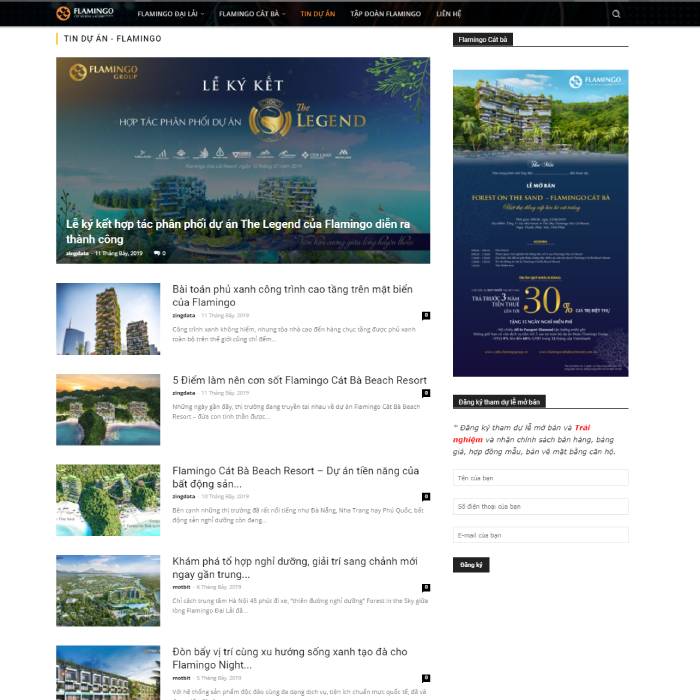 FLAMINGO
FLAMINGO ĐẠI LẢI
FLAMINGO CÁT BÀ
TIN DỰ ÁN
TẬP ĐOÀN FLAMINGO
LIÊN HỆ
TIN DỰ ÁN - FLAMINGO
FLAMINGO
GROUP
LỄ KÝ KẾT
HỢP TÁC PHÂN PHỐI DỰ ÁN
The
LEGEND
Lễ ký kết hợp tác phân phối dự án The Legend của Flamingo diễn ra
thành công
zingdata - 11 Tháng Bảy, 2019 0
Bài toán phủ xanh công trình cao tầng trên mặt biển
của Flamingo
zingdata - 11 Tháng Bảy, 2019 0
Công trình xanh không hiếm, nhưng tòa nhà cao đến hàng chục tầng được phủ xanh
toàn bộ trên thế giới cũng chỉ đếm...
5 Điểm làm nên cơn sốt Flamingo Cát Bà Beach Resort
zingdata - 11 Tháng Bảy, 2019 0
Những ngày gần đây, thị trường đang truyền tai nhau về dự án Flamingo Cát Bà Beach
Resort – đứa con tinh thần được...
Flamingo Cát Bà Beach Resort – Dự án tiềm năng của
bất động sản...
zingdata - 10 Tháng Bảy, 2019 0
Bên cạnh những thị trường đã rất nổi tiếng như Đà Nẵng, Nha Trang hay Phú Quốc, bất
động sản nghỉ dưỡng còn đang...
Khám phá tổ hợp nghỉ dưỡng, giải trí sang chảnh mới
ngay gần trung...
motbit - 6 Tháng Bảy, 2019 0
Chỉ cách trung tâm Hà Nội 45 phút đi xe, "thiên đường nghỉ dưỡng" Forest in the Sky giữa
lòng Flamingo Đại Lải đã...
Đòn bẩy vị trí cùng xu hướng sống xanh tạo đà cho
Flamingo Night...
motbit - 5 Tháng Bảy, 2019 0
Với hệ thống sản phẩm độc đáo cùng đa dạng dịch vụ, tiện ích chuẩn mực quốc tế, đã và
Flamingo Cát bà
FLAMINGO
Thư Mời
LỄ MỞ BÁN
FOREST ON THE SAND - FLAMINGO CÁT BÀ
TRẢ TRƯỚC 3 NĂM
TIỀN THUÊ
LÊN TỚI 30% GIÁ TRỊ BIỆT THỰ
TẶNG 15 NGÀY NGHỈ MIỄN PHÍ
Đăng ký tham dự lễ mở bán
* Đăng ký tham dự lễ mở bán và Trải
nghiệm và nhận chính sách bán hàng, bảng
giá, hợp đồng mẫu, bản vẽ mặt bằng căn hộ.
Tên của bạn
Số điện thoại của bạn
E-mail của bạn
Đăng ký